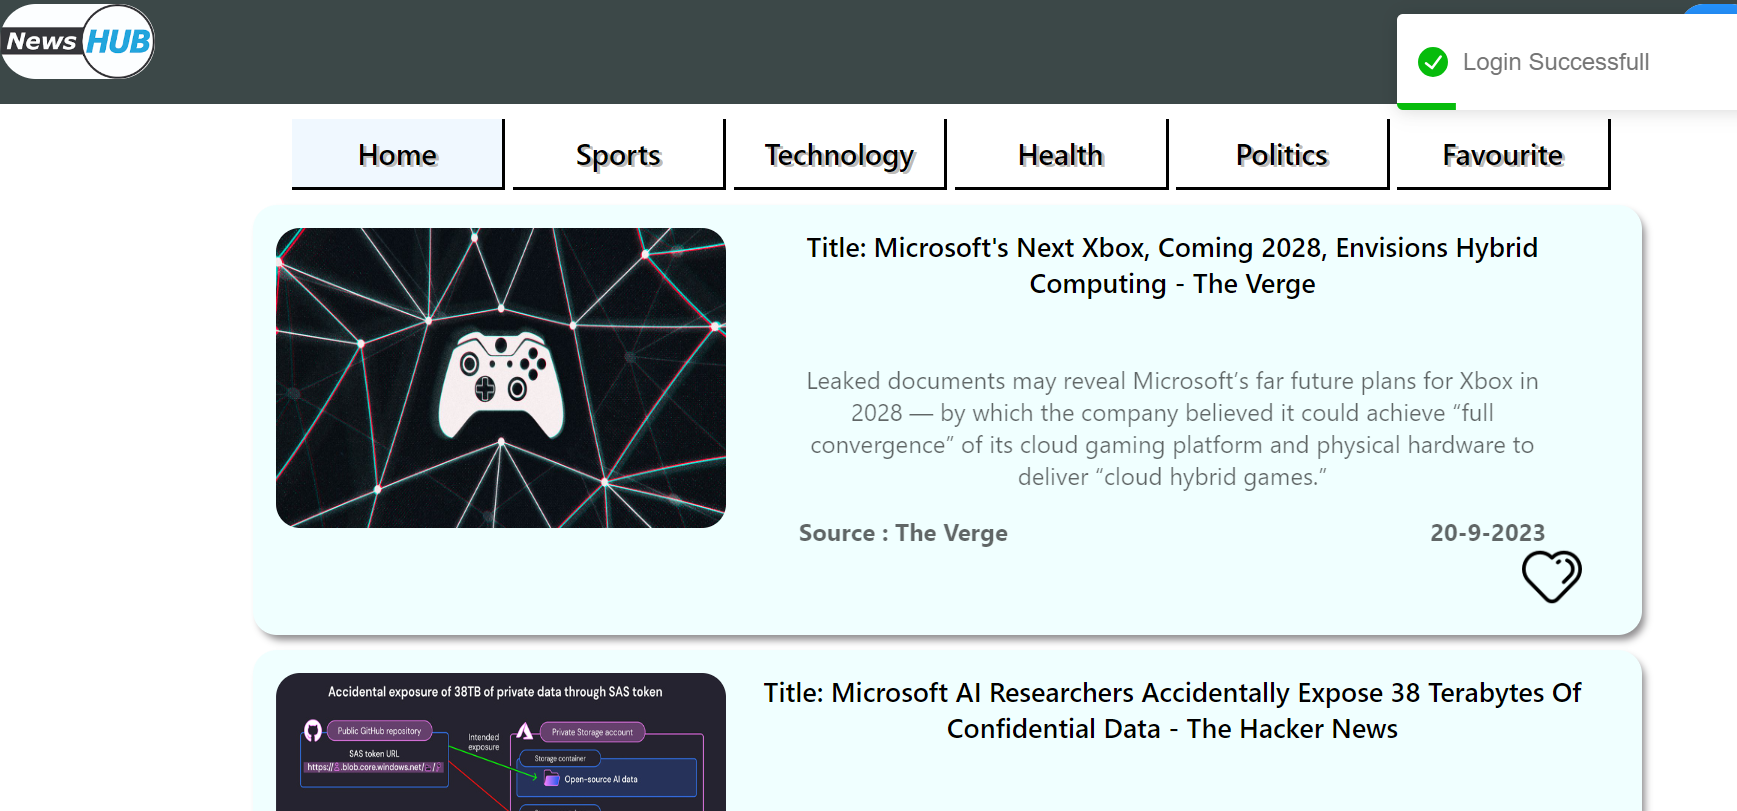 News HUB
Login Successfull
Home
Sports
Technology
Health
Politics
Favourite
Title: Microsoft's Next Xbox, Coming 2028, Envisions Hybrid
Computing - The Verge
Leaked documents may reveal Microsoft’s far future plans for Xbox in
2028 — by which the company believed it could achieve “full
convergence” of its cloud gaming platform and physical hardware to
deliver “cloud hybrid games.”
Source : The Verge
20-9-2023
Accidental exposure of 38TB of private data through SAS token
Public GitHub repository
SAS token URL
.blob.core.windows.net/
Intended
exposure
Private Storage account
Storage container
Open-source AI data
Title: Microsoft AI Researchers Accidentally Expose 38 Terabytes Of
Confidential Data - The Hacker News